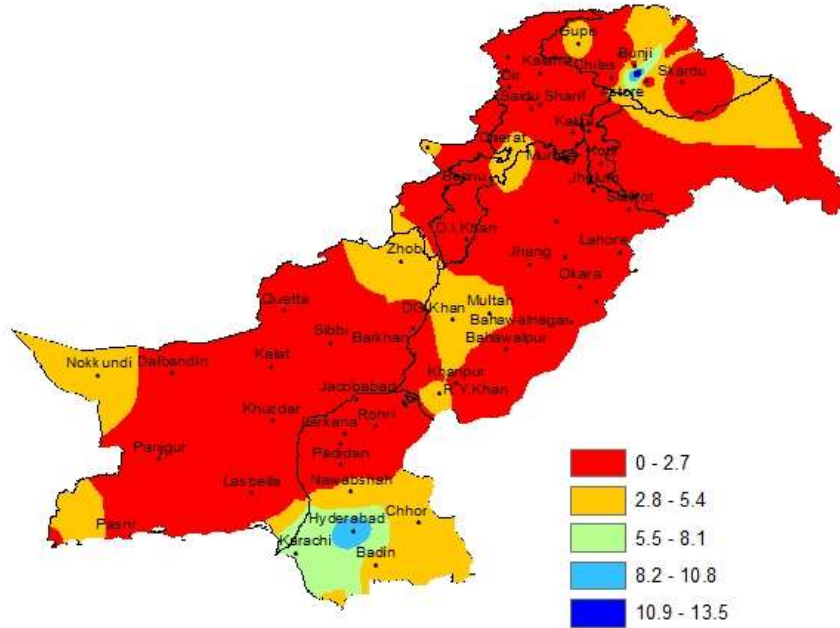 Gupis
Bunji
Kalam
Chilas
Skardu
Dir
Astore
Saidu Sharif
Kakul
Cherat
Kotli
Bannu
Jhelum
Sialkot
D.I.Khan
Zhob
Lahore
Jhang
Okara
Quetta
DG Khan
Multan
Bahawalnagar
Sibbi
Barkhan
Bahawalpur
Nokkundi
Dalbandin
Kalat
Khanpur
Jacobabad
R.Y.Khan
Khuzdar
Larkana
Rohri
Panjgur
Padidan
Lasbella
Nawabshah
Pasni
Hyderabad
Chhor
Karachi
Badin
0 - 2.7
2.8 - 5.4
5.5 - 8.1
8.2 - 10.8
10.9 - 13.5